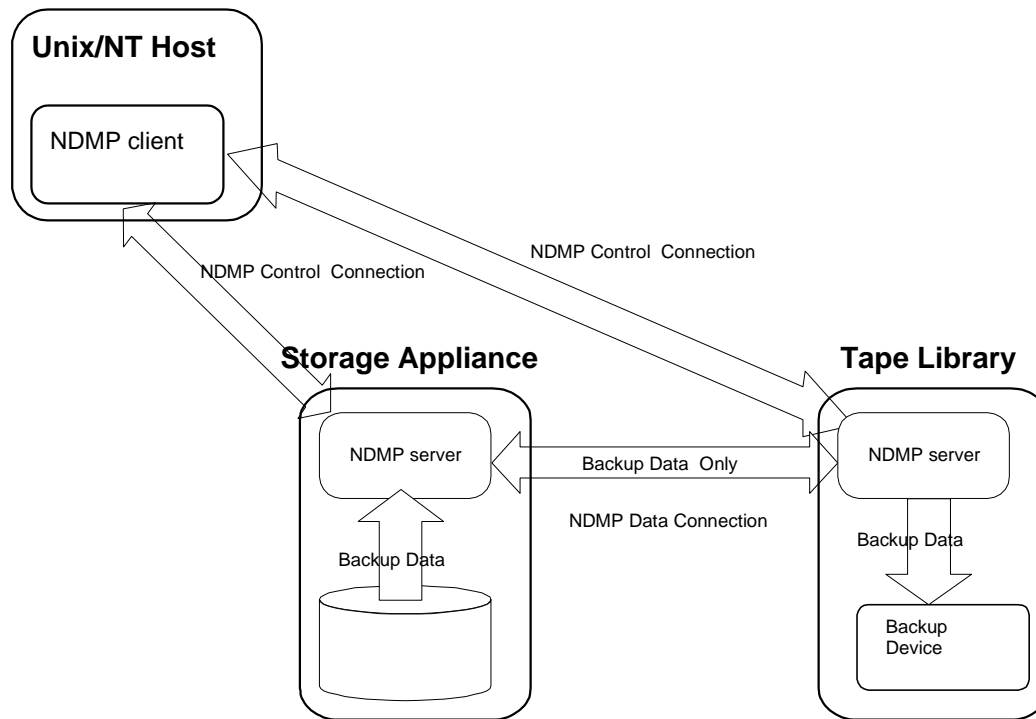 Unix/NT Host
NDMP client
NDMP Control Connection
NDMP Control Connection
Storage Appliance
Tape Library
NDMP server
Backup Data Only
NDMP server
NDMP Data Connection
Backup Data
Backup Data
Backup
Device